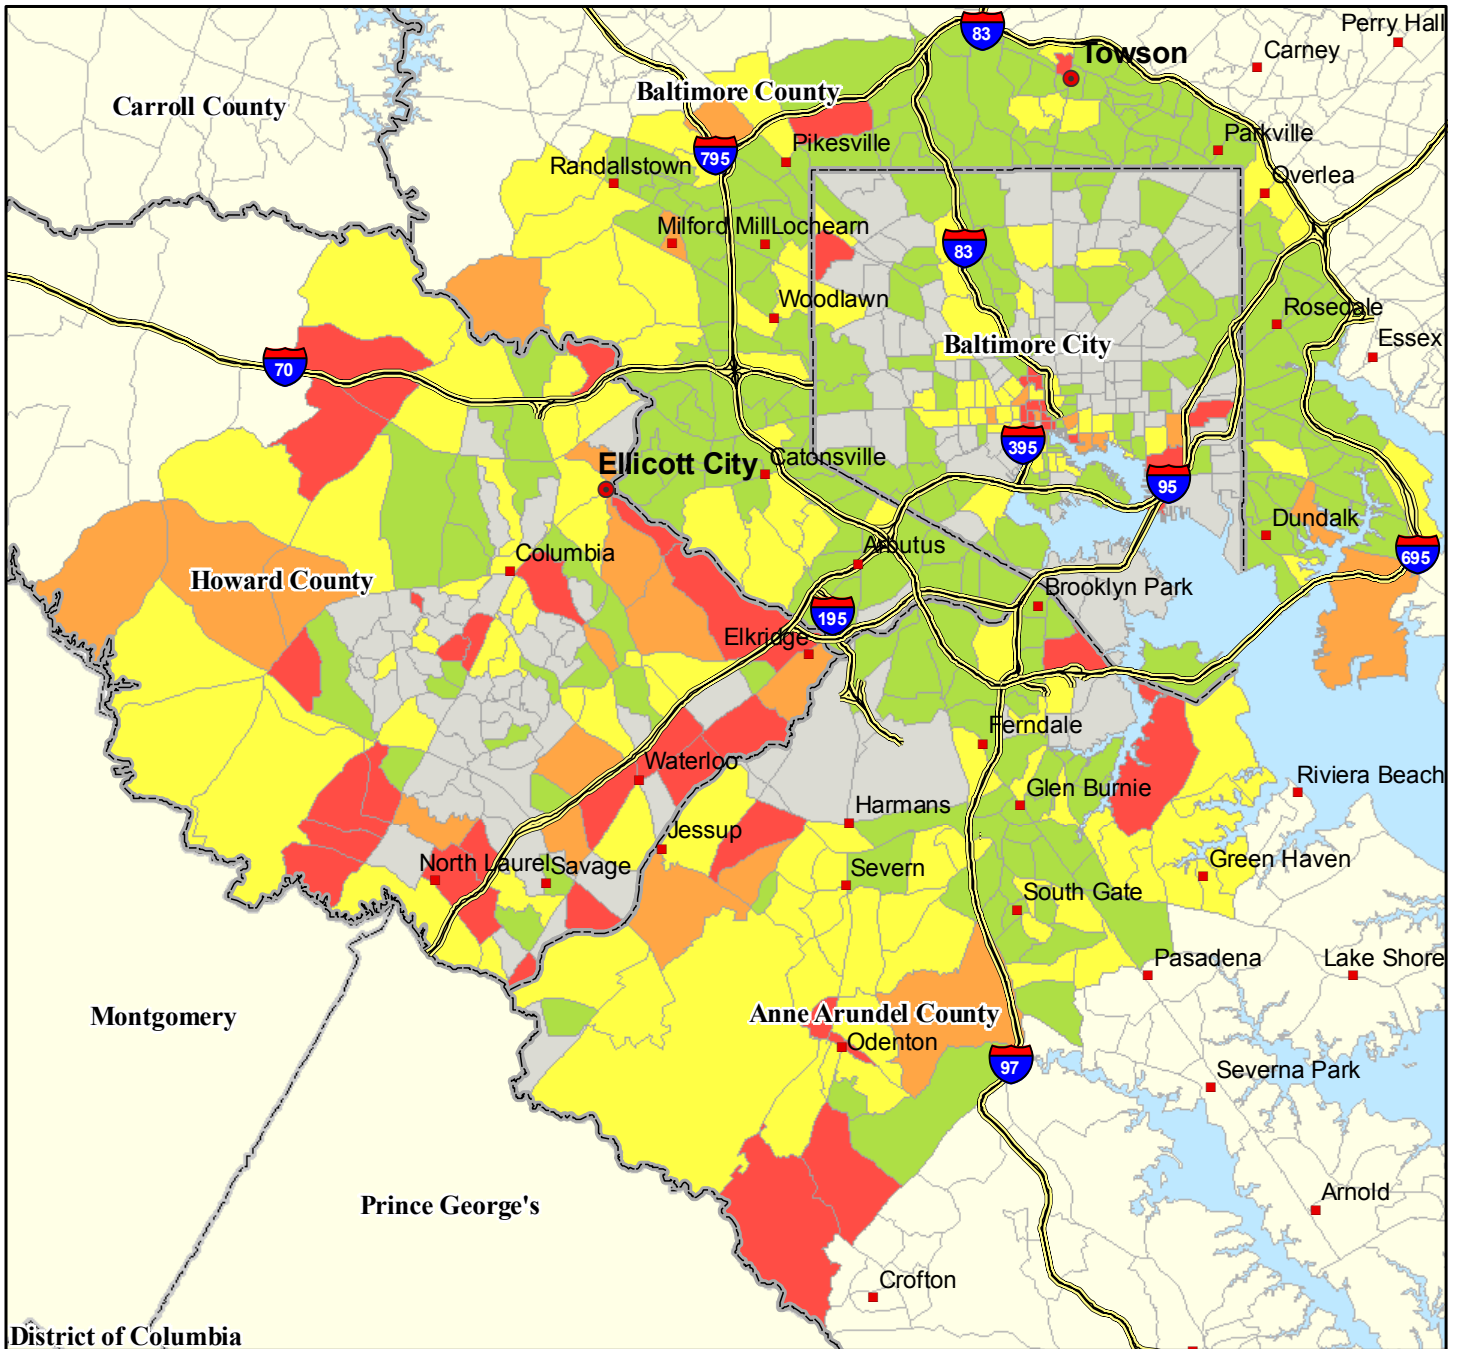 Perry Hall
83
Towson
Carney
Carroll County
Baltimore County
Parkville
Pikesville
795
Randallstown
Overlea
Milford Mill
Lochearn
83
Woodlawn
Rosedale
Essex
Baltimore City
70
395
Ellicott City
Catonsville
95
Dundalk
Arbutus
Columbia
695
Howard County
Brooklyn Park
195
Elkridge
Ferndale
Waterloo
Riviera Beach
Glen Burnie
Harmans
Jessup
Green Haven
North Laurel
Savage
Severn
South Gate
Pasadena
Lake Shore
Montgomery
Anne Arundel County
Odenton
97
Severna Park
Arnold
Prince George's
Crofton
District of Columbia